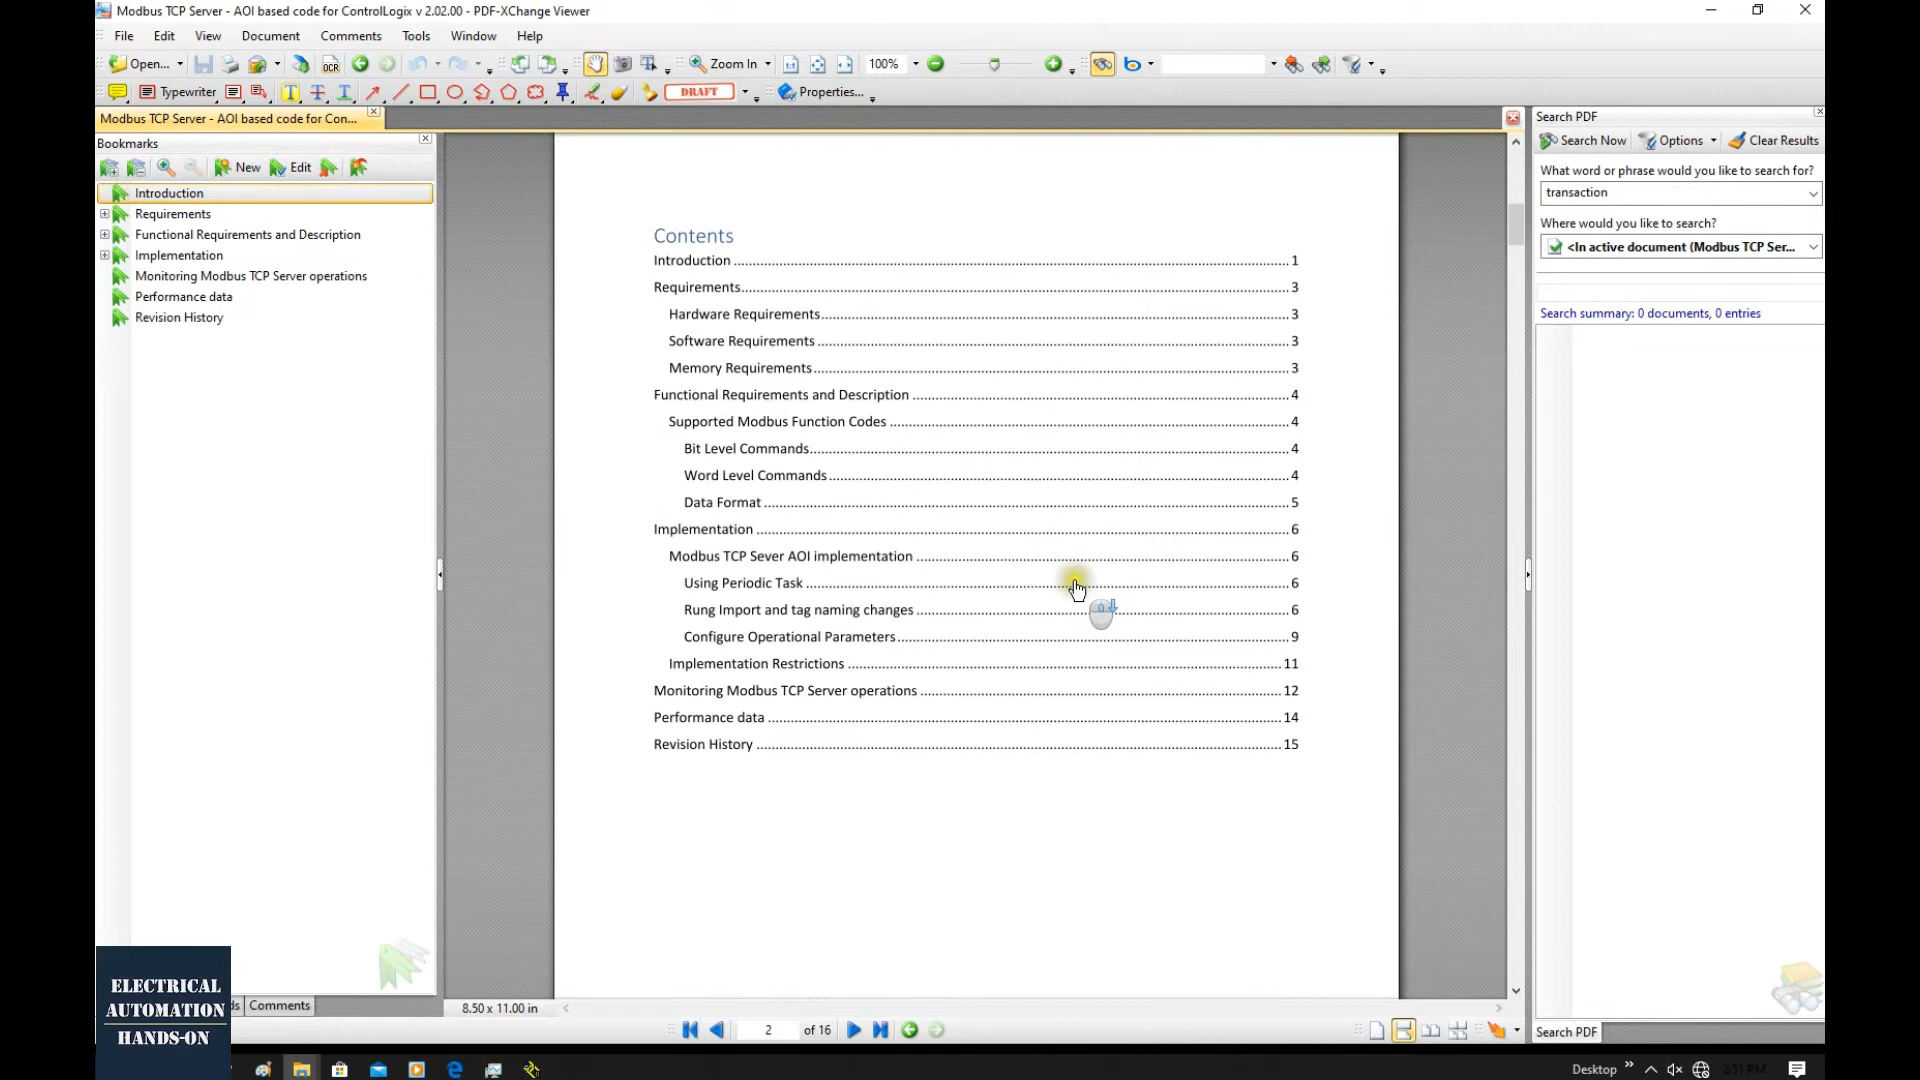 Modbus TCP Server - AOI based code for ControlLogix v 2.02.00 - PDF-XChange Viewer
File Edit View Document Comments Tools Window Help
Open... OCR Zoom In 100%
Typewriter DRAFT Properties...
Modbus TCP Server - AOI based code for Con...
Bookmarks
New Edit
Introduction
Requirements
Functional Requirements and Description
Implementation
Monitoring Modbus TCP Server operations
Performance data
Revision History
Contents
Introduction 1
Requirements 3
Hardware Requirements 3
Software Requirements 3
Memory Requirements 3
Functional Requirements and Description 4
Supported Modbus Function Codes 4
Bit Level Commands 4
Word Level Commands 4
Data Format 5
Implementation 6
Modbus TCP Sever AOI implementation 6
Using Periodic Task 6
Rung Import and tag naming changes 6
Configure Operational Parameters 9
Implementation Restrictions 11
Monitoring Modbus TCP Server operations 12
Performance data 14
Revision History 15
Search PDF
Search Now Options Clear Results
What word or phrase would you like to search for?
transaction
Where would you like to search?
<In active document (Modbus TCP Ser...
Search summary: 0 documents, 0 entries
Comments
8.50 x 11.00 in
2 of 16
Search PDF
ELECTRICAL
AUTOMATION
HANDS-ON
Desktop